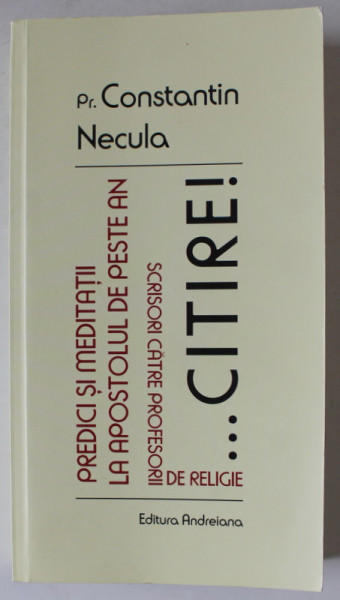 Pr. Constantin
Necula
PREDICI ȘI MEDITAȚII
LA APOSTOLUL DE PESTE AN
SCRISORI CĂTRE PROFESORII
DE RELIGIE
...CITIRE!
Editura Andreiana